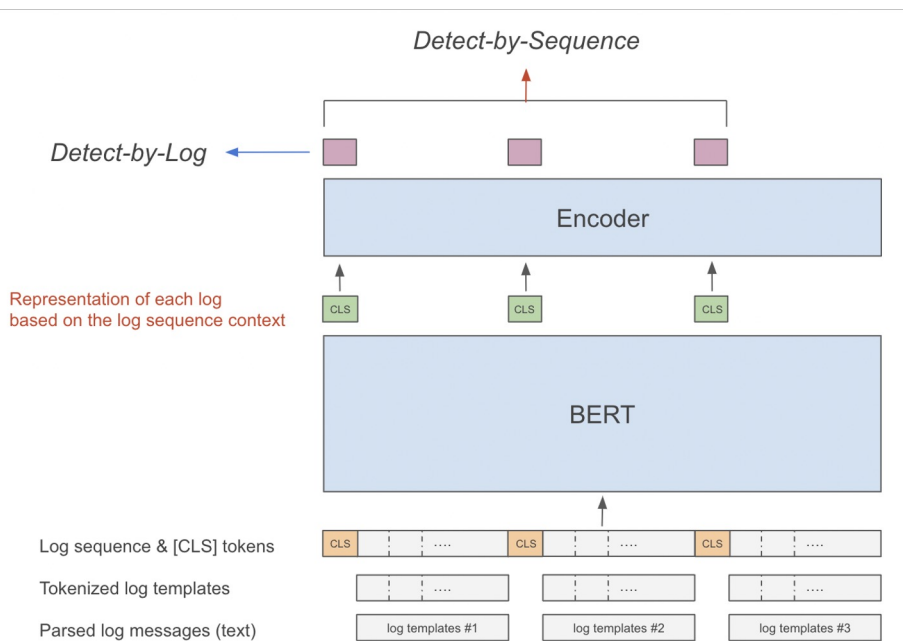 Detect-by-Sequence
Detect-by-Log
Encoder
Representation of each log
based on the log sequence context
CLS CLS CLS
BERT
Log sequence & [CLS] tokens CLS .... CLS .... CLS ....
Tokenized log templates .... .... ....
Parsed log messages (text) log templates #1 log templates #2 log templates #3